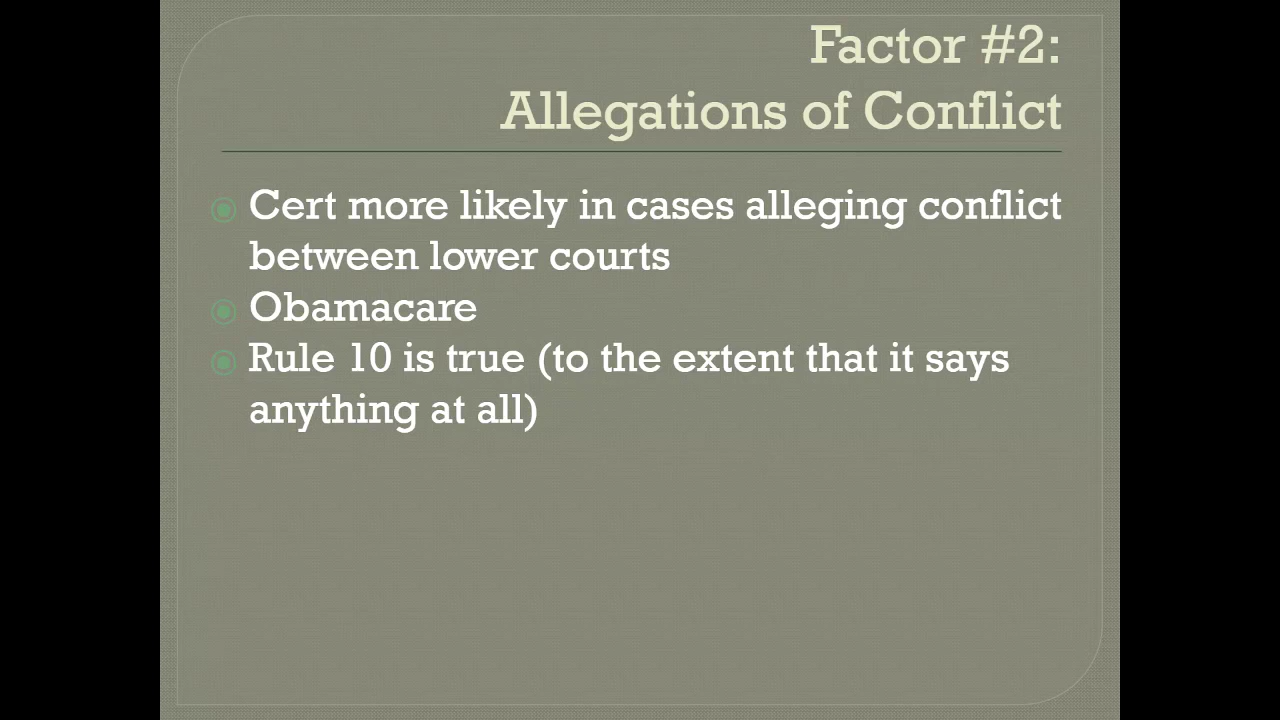 Factor #2:
Allegations of Conflict
Cert more likely in cases alleging conflict
between lower courts
Obamacare
Rule 10 is true (to the extent that it says
anything at all)